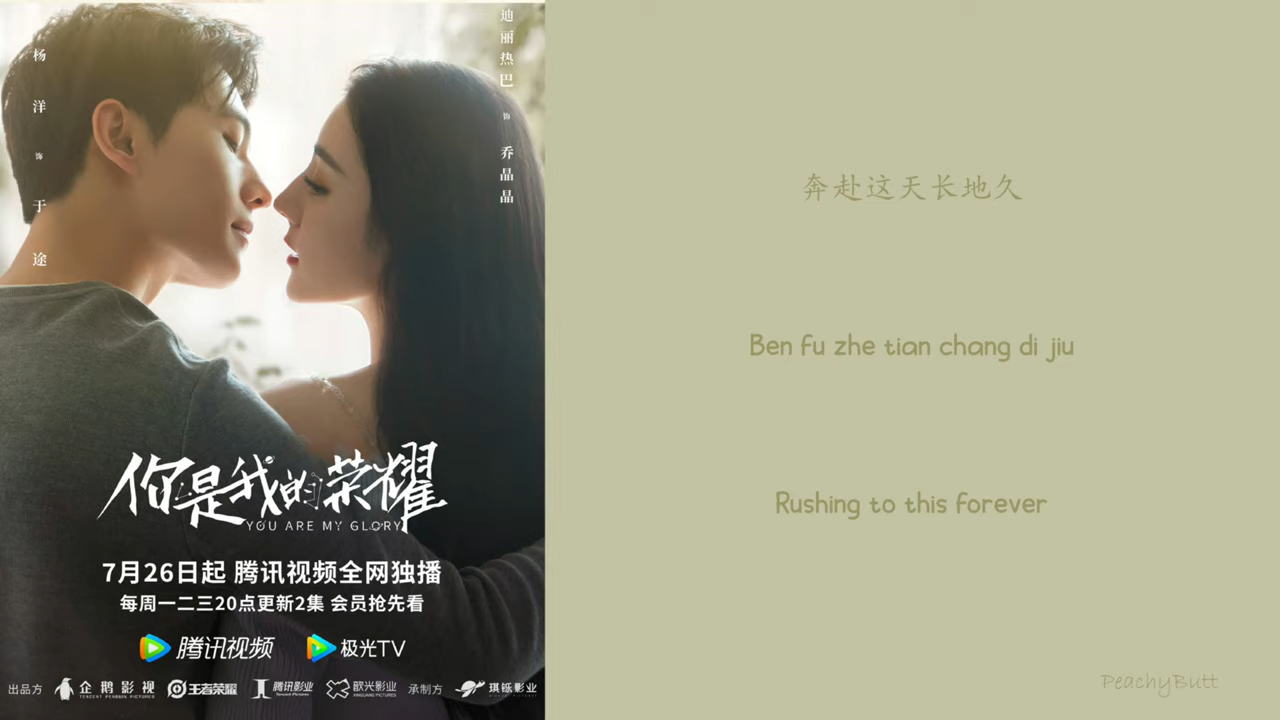 杨洋 饰 于途
迪丽热巴 饰 乔晶晶
你是我的荣耀
YOU ARE MY GLORY
7月26日起 腾讯视频全网独播
每周一二三20点更新2集 会员抢先看
腾讯视频 极光TV
出品方 企鹅影视 王者荣耀 腾讯影业 歆光影业 承制方 琪铄影业
TENCENT PENGUIN PICTURES
奔赴这天长地久
Ben fu zhe tian chang di jiu
Rushing to this forever
PeachyButt